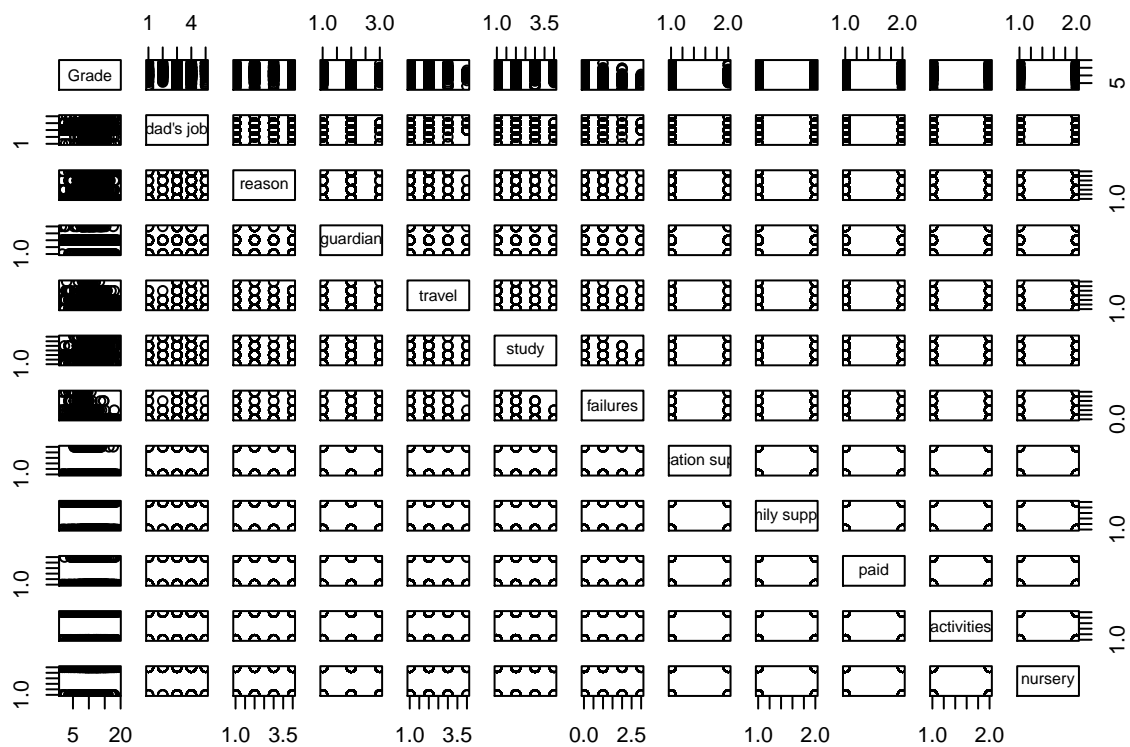 1 4 1.0 3.0 1.0 3.5 1.0 2.0 1.0 2.0 1.0 2.0
Grade 5
1 dad's job
reason 1.0
1.0 guardian
travel 1.0
1.0 study
failures 0.0
1.0 ation sup
nily supp 1.0
1.0 paid
activities 1.0
1.0 nursery
5 20 1.0 3.5 1.0 3.5 0.0 2.5 1.0 2.0 1.0 2.0